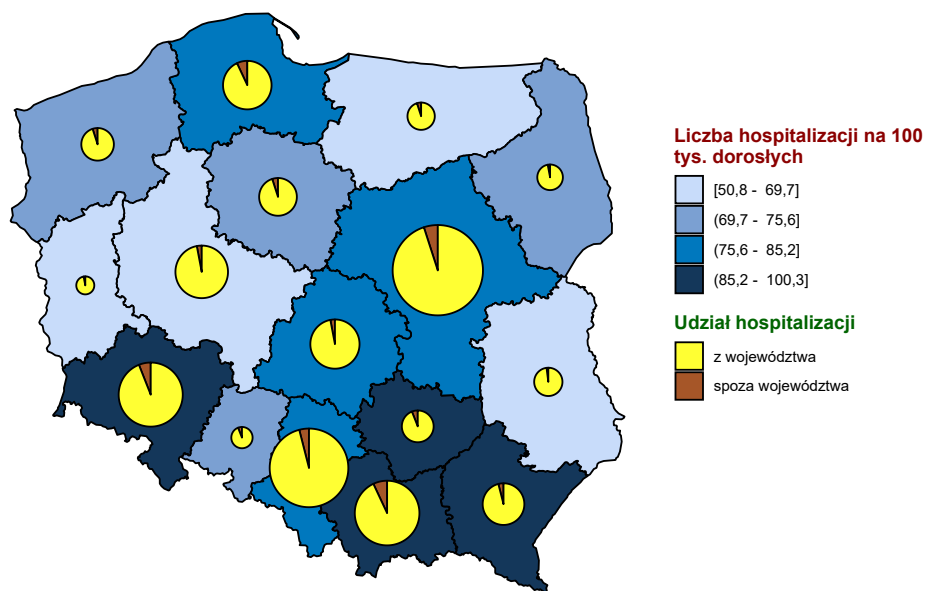 Liczba hospitalizacji na 100
tys. dorosłych
[50,8 - 69,7]
(69,7 - 75,6]
(75,6 - 85,2]
(85,2 - 100,3]
Udział hospitalizacji
z województwa
spoza województwa